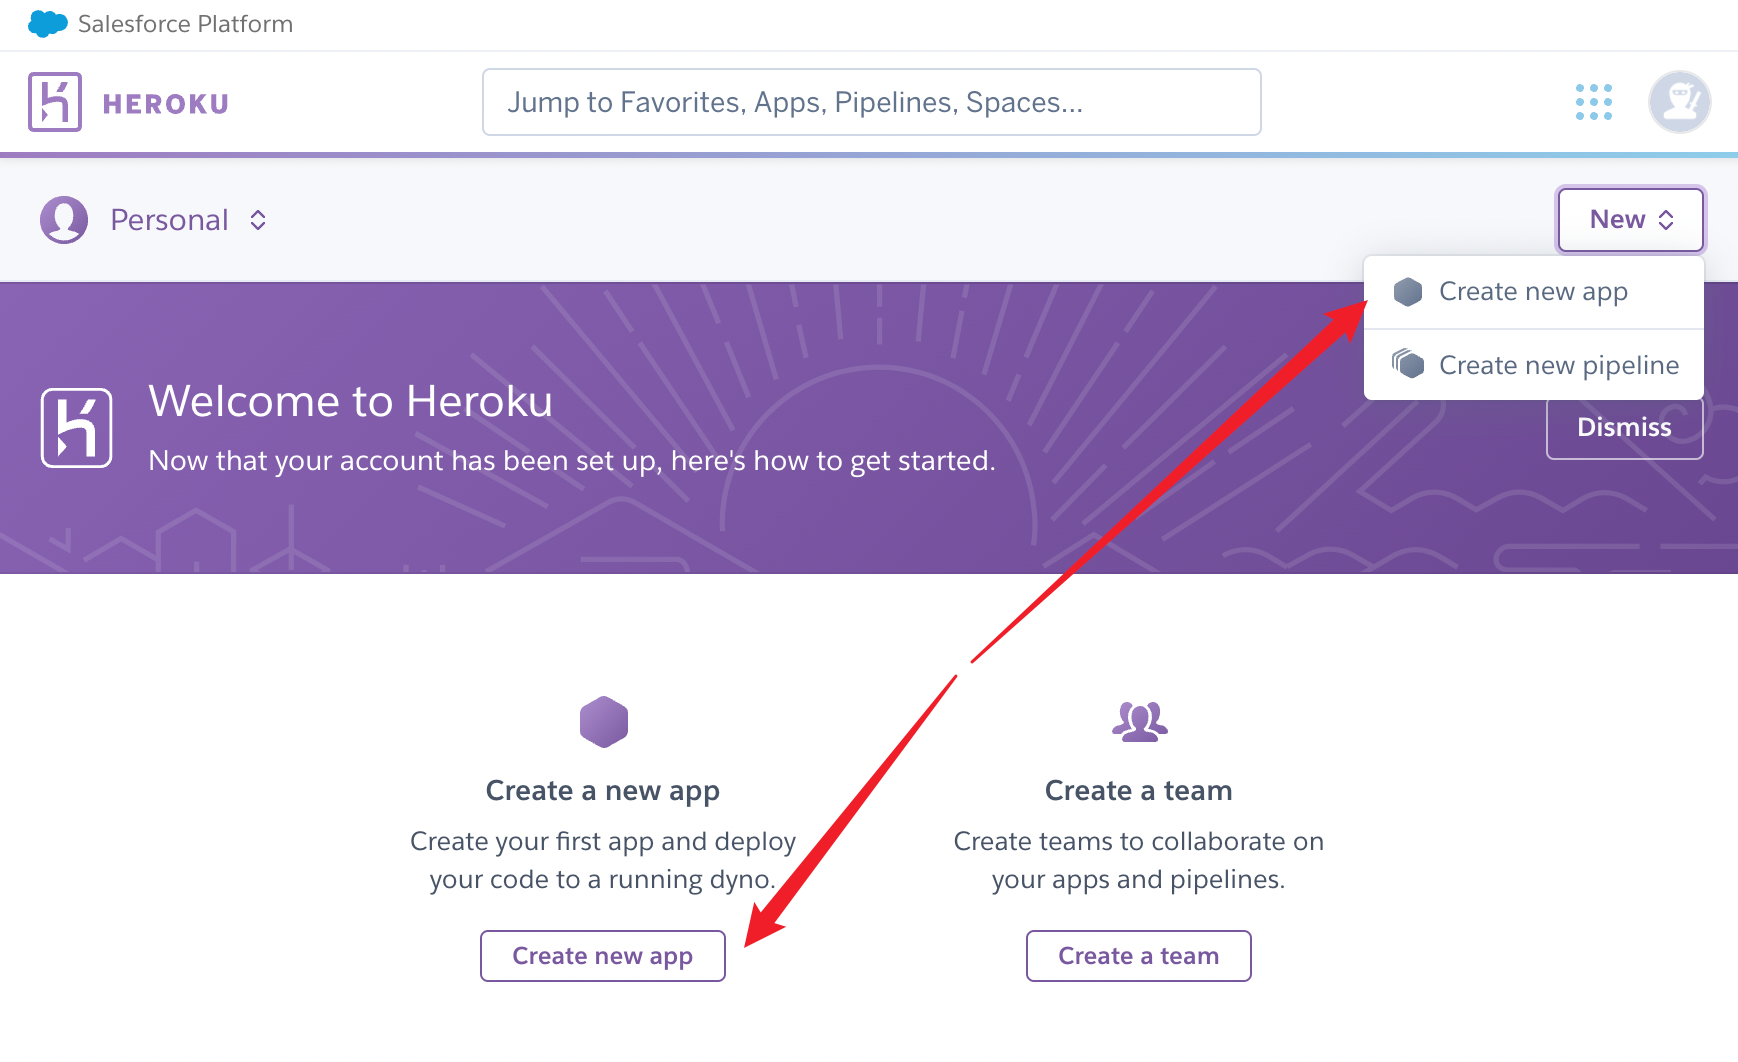 Salesforce Platform
HEROKU
Jump to Favorites, Apps, Pipelines, Spaces...
Personal
New
Create new app
Create new pipeline
Dismiss
Welcome to Heroku
Now that your account has been set up, here's how to get started.
Create a new app
Create your first app and deploy
your code to a running dyno.
Create new app
Create a team
Create teams to collaborate on
your apps and pipelines.
Create a team